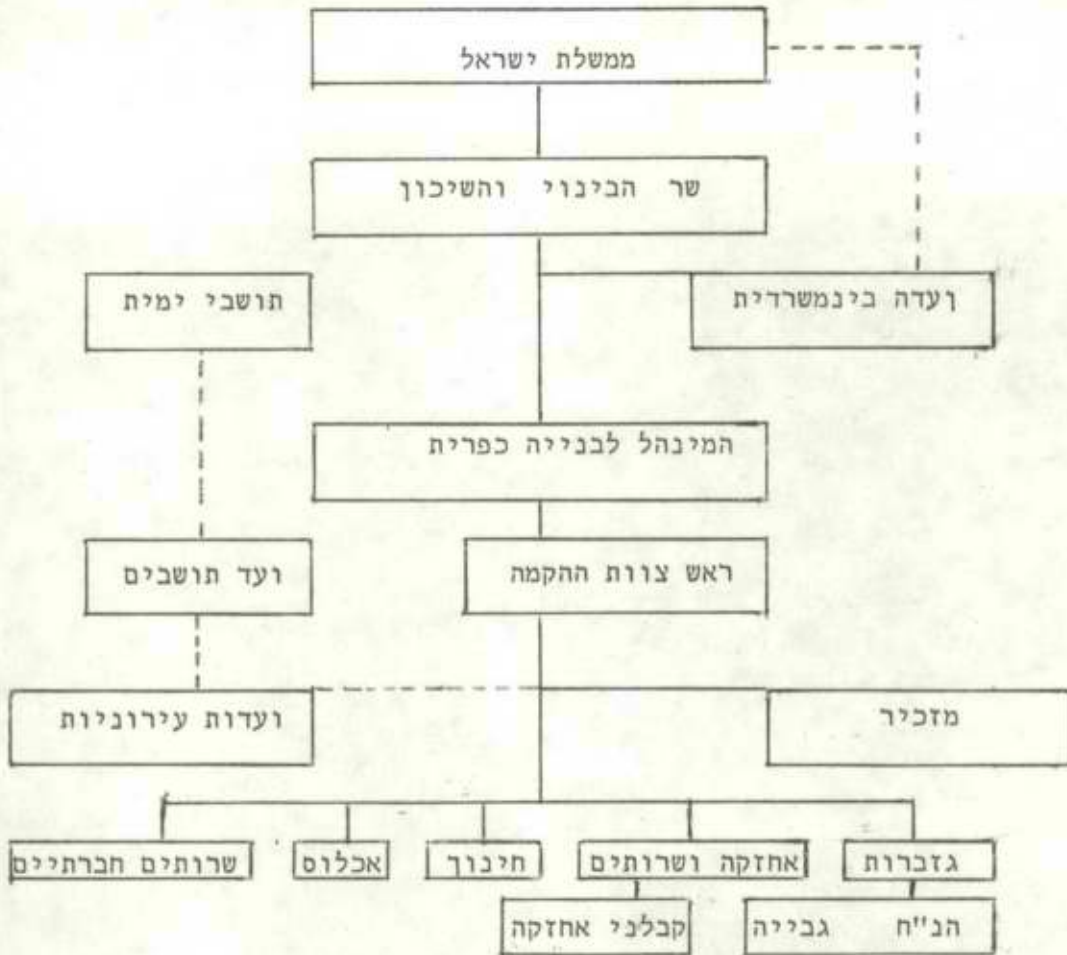 ממשלת ישראל
שר הבינוי והשיכון
ועדה בינמשרדית
תושבי ימית
המינהל לבנייה כפרית
ראש צוות ההקמה
ועד תושבים
מזכיר
ועדות עירוניות
גזברות
אחזקה ושרותים
חינוך
אכלוס
שרותים חברתיים
הנ"ח גבייה
קבלני אחזקה